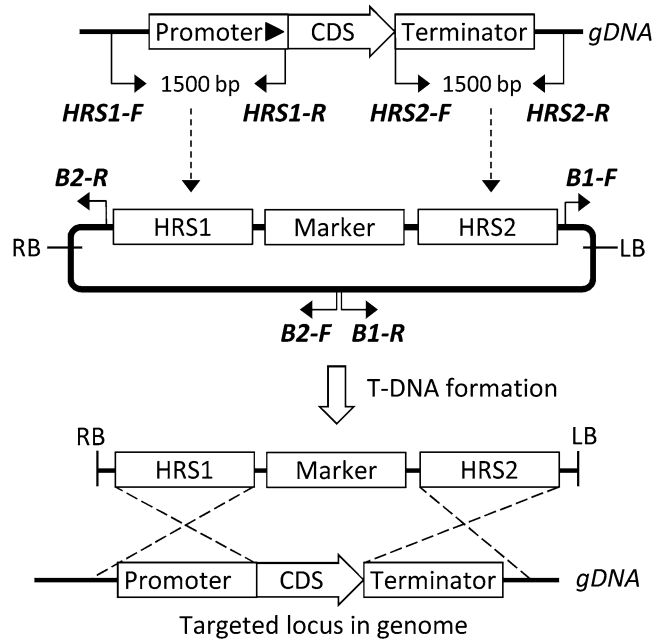 Promoter CDS Terminator gDNA
1500 bp 1500 bp
HRS1-F HRS1-R HRS2-F HRS2-R
B2-R B1-F
HRS1 Marker HRS2
RB LB
B2-F B1-R
T-DNA formation
RB LB
HRS1 Marker HRS2
Promoter CDS Terminator gDNA
Targeted locus in genome